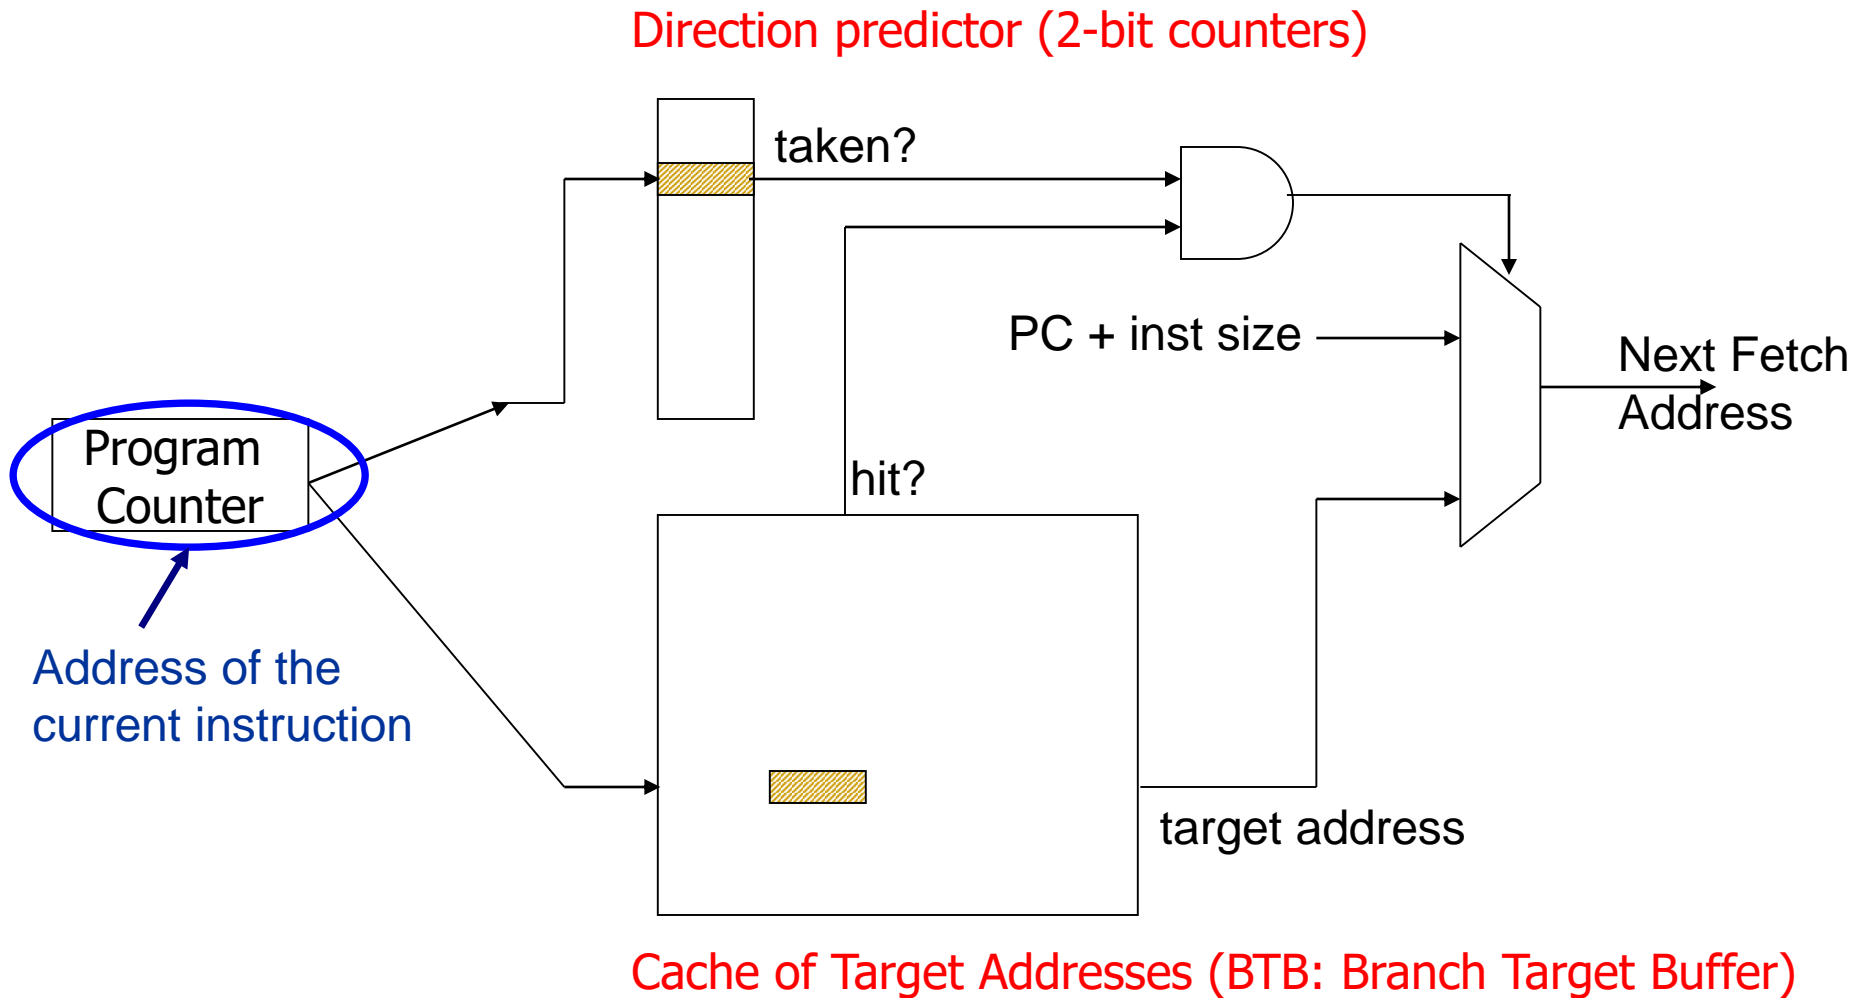 Direction predictor (2-bit counters)
taken?
PC + inst size
Next Fetch
Address
Program
Counter
hit?
Address of the
current instruction
target address
Cache of Target Addresses (BTB: Branch Target Buffer)